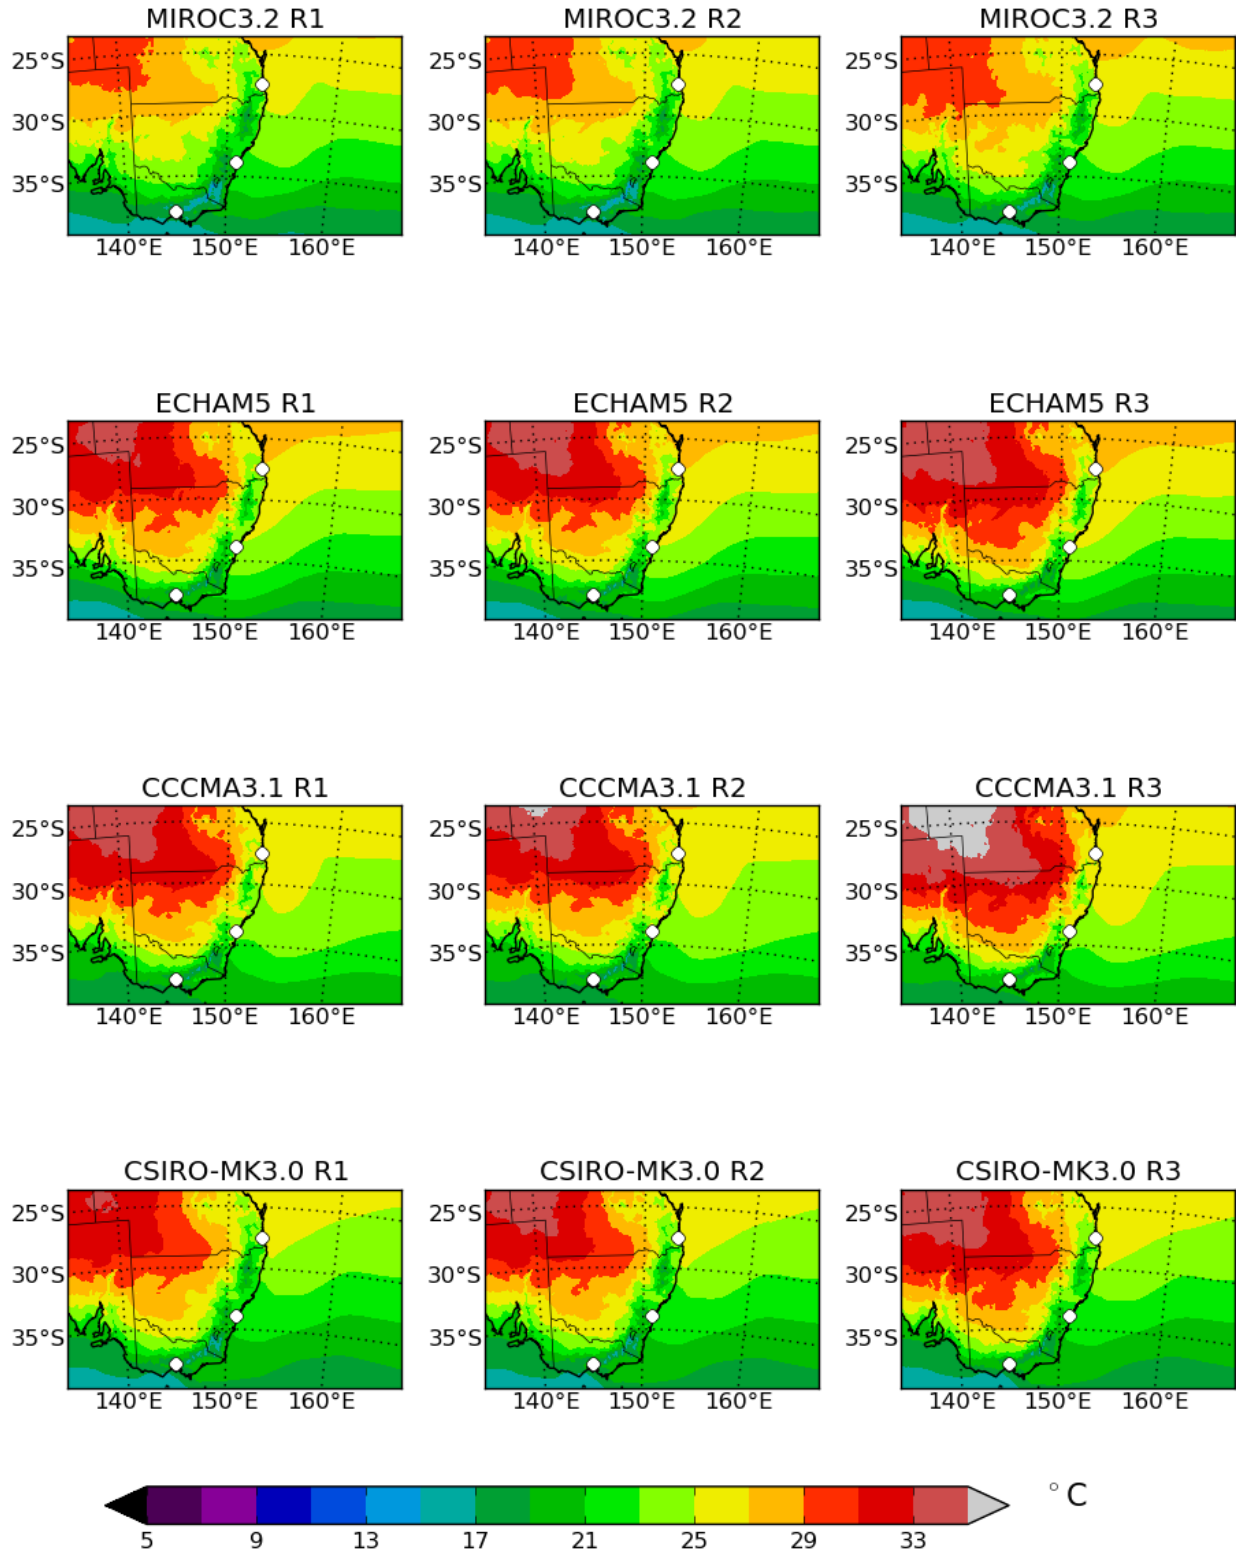 MIROC3.2 R1 MIROC3.2 R2 MIROC3.2 R3
25°S 25°S 25°S
30°S 30°S 30°S
35°S 35°S 35°S
140°E 150°E 160°E 140°E 150°E 160°E 140°E 150°E 160°E
ECHAM5 R1 ECHAM5 R2 ECHAM5 R3
25°S 25°S 25°S
30°S 30°S 30°S
35°S 35°S 35°S
140°E 150°E 160°E 140°E 150°E 160°E 140°E 150°E 160°E
CCCMA3.1 R1 CCCMA3.1 R2 CCCMA3.1 R3
25°S 25°S 25°S
30°S 30°S 30°S
35°S 35°S 35°S
140°E 150°E 160°E 140°E 150°E 160°E 140°E 150°E 160°E
CSIRO-MK3.0 R1 CSIRO-MK3.0 R2 CSIRO-MK3.0 R3
25°S 25°S 25°S
30°S 30°S 30°S
35°S 35°S 35°S
140°E 150°E 160°E 140°E 150°E 160°E 140°E 150°E 160°E
°C
5 9 13 17 21 25 29 33